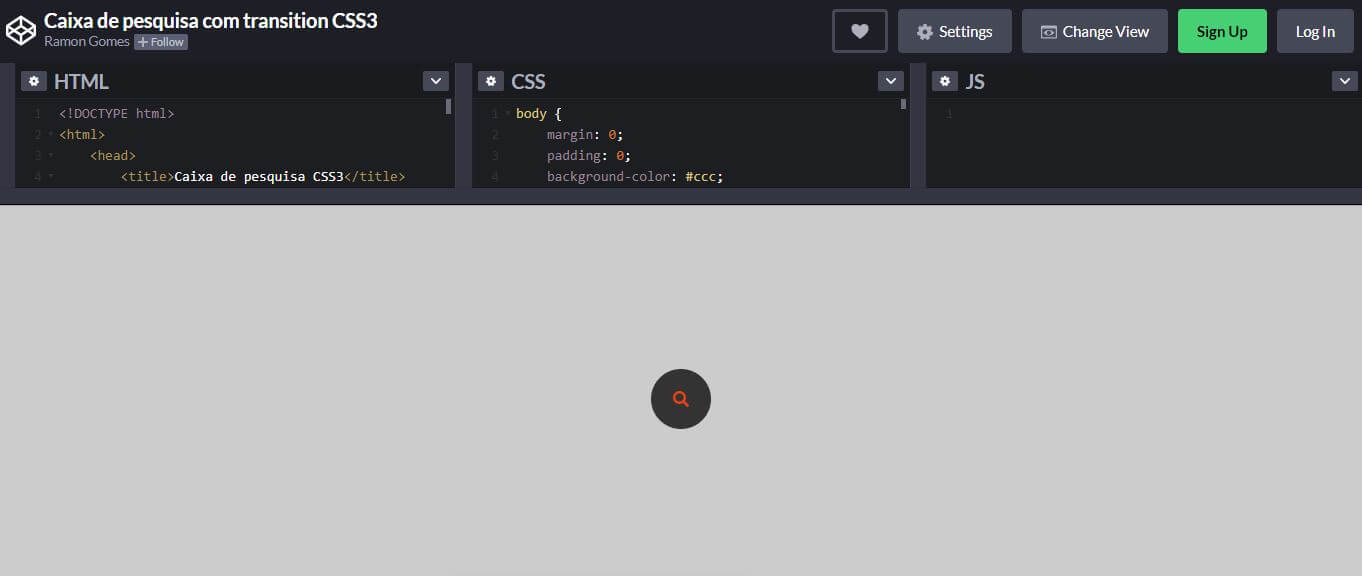 Caixa de pesquisa com transition CSS3
Ramon Gomes + Follow
Settings
Change View
Sign Up
Log In
HTML
1 <!DOCTYPE html>
2 <html>
3 <head>
4 <title>Caixa de pesquisa CSS3</title>
CSS
1 body {
2 margin: 0;
3 padding: 0;
4 background-color: #ccc;
JS
1